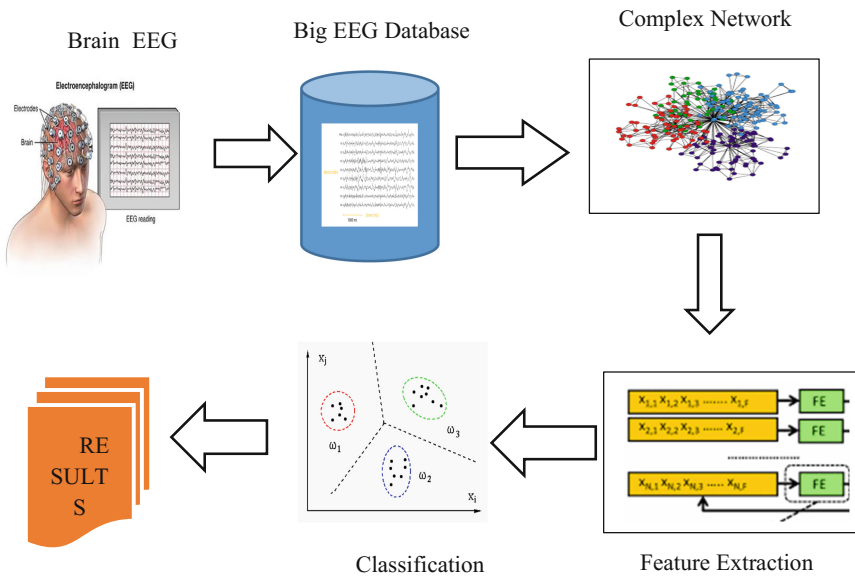 Brain EEG
Big EEG Database
Complex Network
Electroencephalogram (EEG)
Electrodes
Brain
EEG reading
x1,1 x1,2 x1,3 ....... x1,F
FE
x2,1 x2,2 x2,3 ...... x2,F
FE
.....................
xN,1 xN,2 xN,3 ..... xN,F
FE
xj
ω1
ω3
ω2
xi
RE
SULT
S
Classification
Feature Extraction